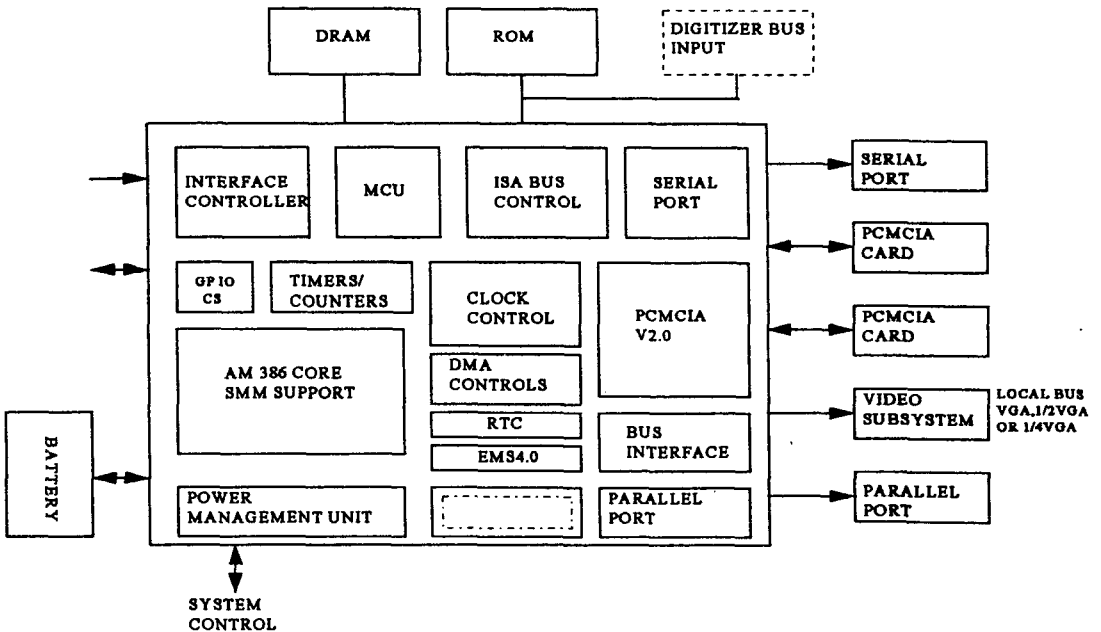 DRAM
ROM
DIGITIZER BUS
INPUT
INTERFACE
CONTROLLER
MCU
ISA BUS
CONTROL
SERIAL
PORT
SERIAL
PORT
PCMCIA
CARD
GP IO
CS
TIMERS/
COUNTERS
CLOCK
CONTROL
PCMCIA
V2.0
PCMCIA
CARD
AM 386 CORE
SMM SUPPORT
DMA
CONTROLS
RTC
EMS4.0
BUS
INTERFACE
VIDEO
SUBSYSTEM
LOCAL BUS
VGA,1/2VGA
OR 1/4VGA
BATTERY
POWER
MANAGEMENT UNIT
PARALLEL
PORT
PARALLEL
PORT
SYSTEM
CONTROL